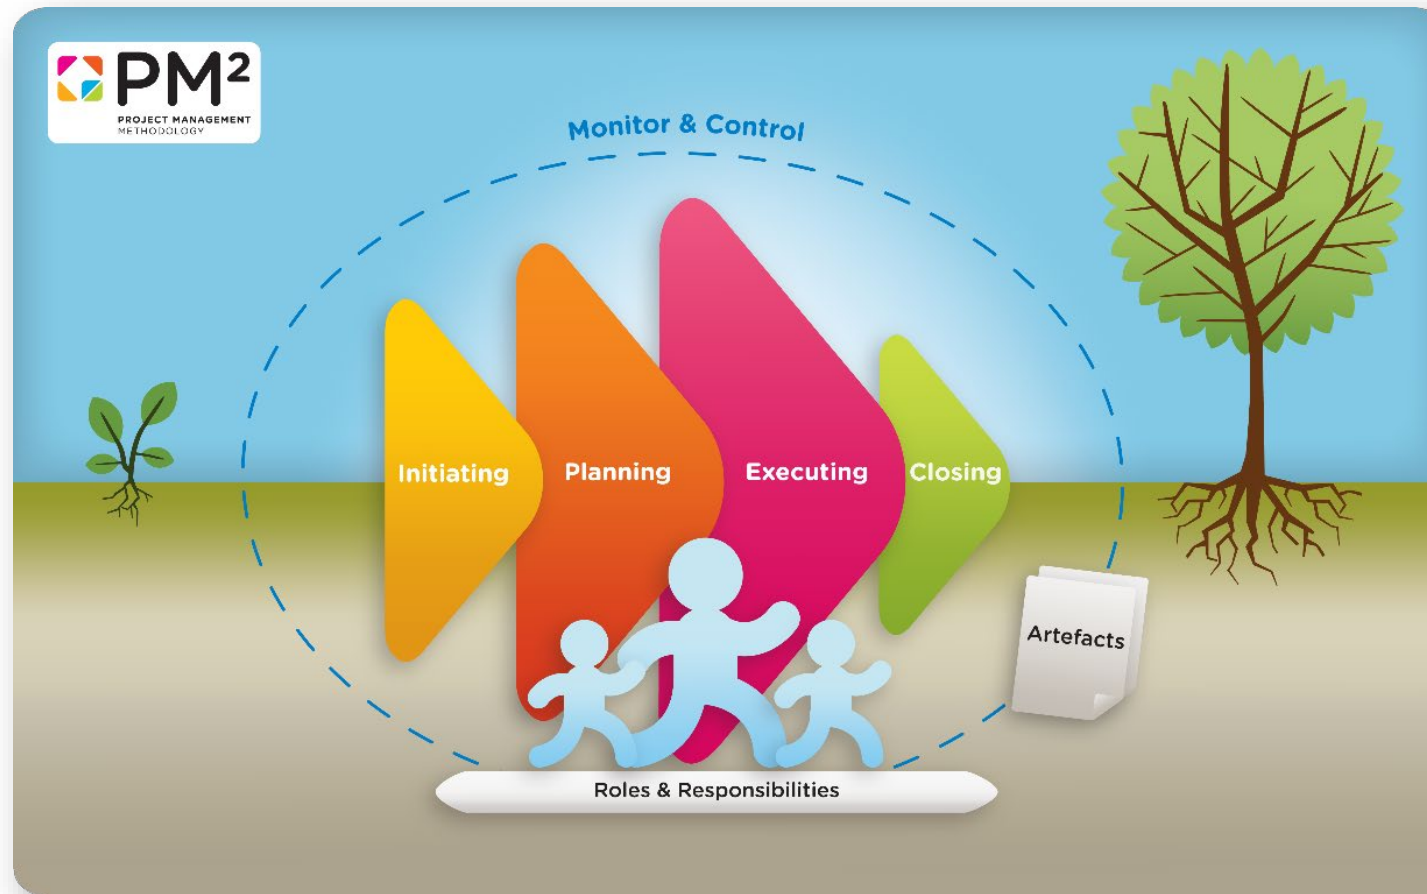 PM²
PROJECT MANAGEMENT
METHODOLOGY
Monitor & Control
Initiating
Planning
Executing
Closing
Artefacts
Roles & Responsibilities